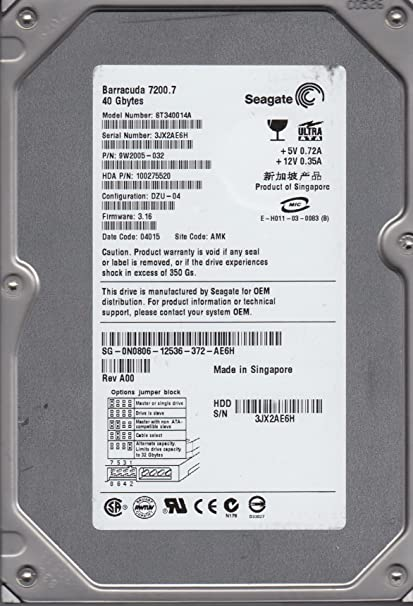 Barracuda 7200.7
40 Gbytes
Model Number: ST340014A
Serial Number: 3JX2AE6H
P/N: 9W2005-032
HDA P/N: 100275520
Configuration: DZU-04
Firmware: 3.16
Date Code: 04015 Site Code: AMK
Seagate
ULTRA
ATA
+5V 0.72A
+12V 0.35A
新加坡产品
Product of Singapore
MIC
E-H011-03-0083 (B)
Caution. Product warranty is void if any seal
or label is removed, or if the drive experiences
shock in excess of 350 Gs.
This drive is manufactured by Seagate for OEM
distribution. For product information or technical
support, please contact your system OEM.
SG-0N0806-12536-372-AE6H
Rev A00
Made in Singapore
Options jumper block
Master or single drive
Drive is slave
Master with non ATA-
compatible slave
Cable select
Alternate capacity.
Limits drive capacity
to 32 Gbytes
7 5 3 1
8 6 4 2
HDD
S/N
3JX2AE6H
N176